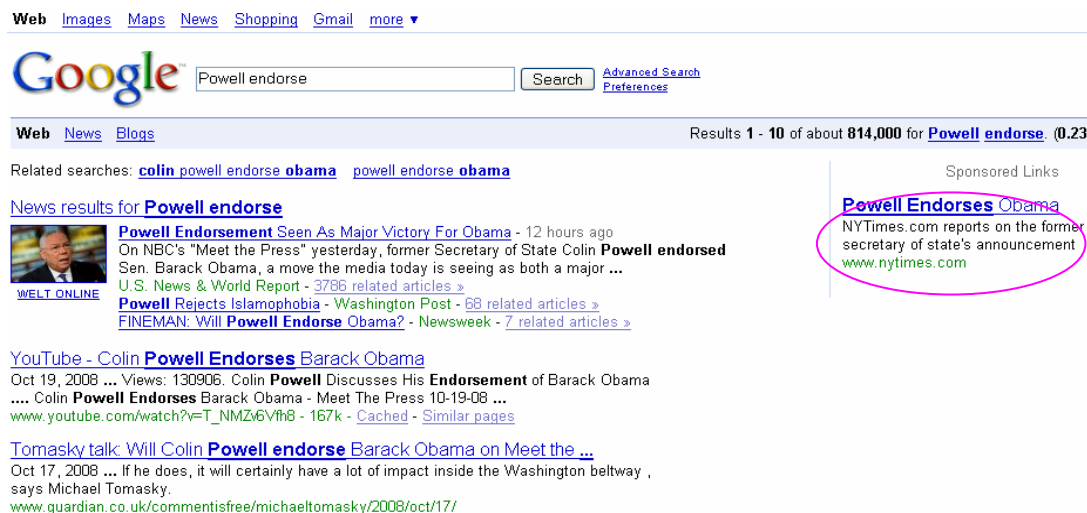 Web Images Maps News Shopping Gmail more ▼
Google™ Powell endorse Search Advanced Search
Preferences
Web News Blogs Results 1 - 10 of about 814,000 for Powell endorse. (0.23
Related searches: colin powell endorse obama powell endorse obama
Sponsored Links
News results for Powell endorse
Powell Endorsement Seen As Major Victory For Obama - 12 hours ago
On NBC's "Meet the Press" yesterday, former Secretary of State Colin Powell endorsed
Sen. Barack Obama, a move the media today is seeing as both a major ...
U.S. News & World Report - 3786 related articles »
WELT ONLINE
Powell Rejects Islamophobia - Washington Post - 68 related articles »
FINEMAN: Will Powell Endorse Obama? - Newsweek - 7 related articles »
Powell Endorses Obama
NYTimes.com reports on the former
secretary of state's announcement
www.nytimes.com
YouTube - Colin Powell Endorses Barack Obama
Oct 19, 2008 ... Views: 130906. Colin Powell Discusses His Endorsement of Barack Obama
.... Colin Powell Endorses Barack Obama - Meet The Press 10-19-08 ...
www.youtube.com/watch?v=T_NMZv6Vfh8 - 167k - Cached - Similar pages
Tomasky talk: Will Colin Powell endorse Barack Obama on Meet the ...
Oct 17, 2008 ... If he does, it will certainly have a lot of impact inside the Washington beltway ,
says Michael Tomasky.
www.guardian.co.uk/commentisfree/michaeltomasky/2008/oct/17/